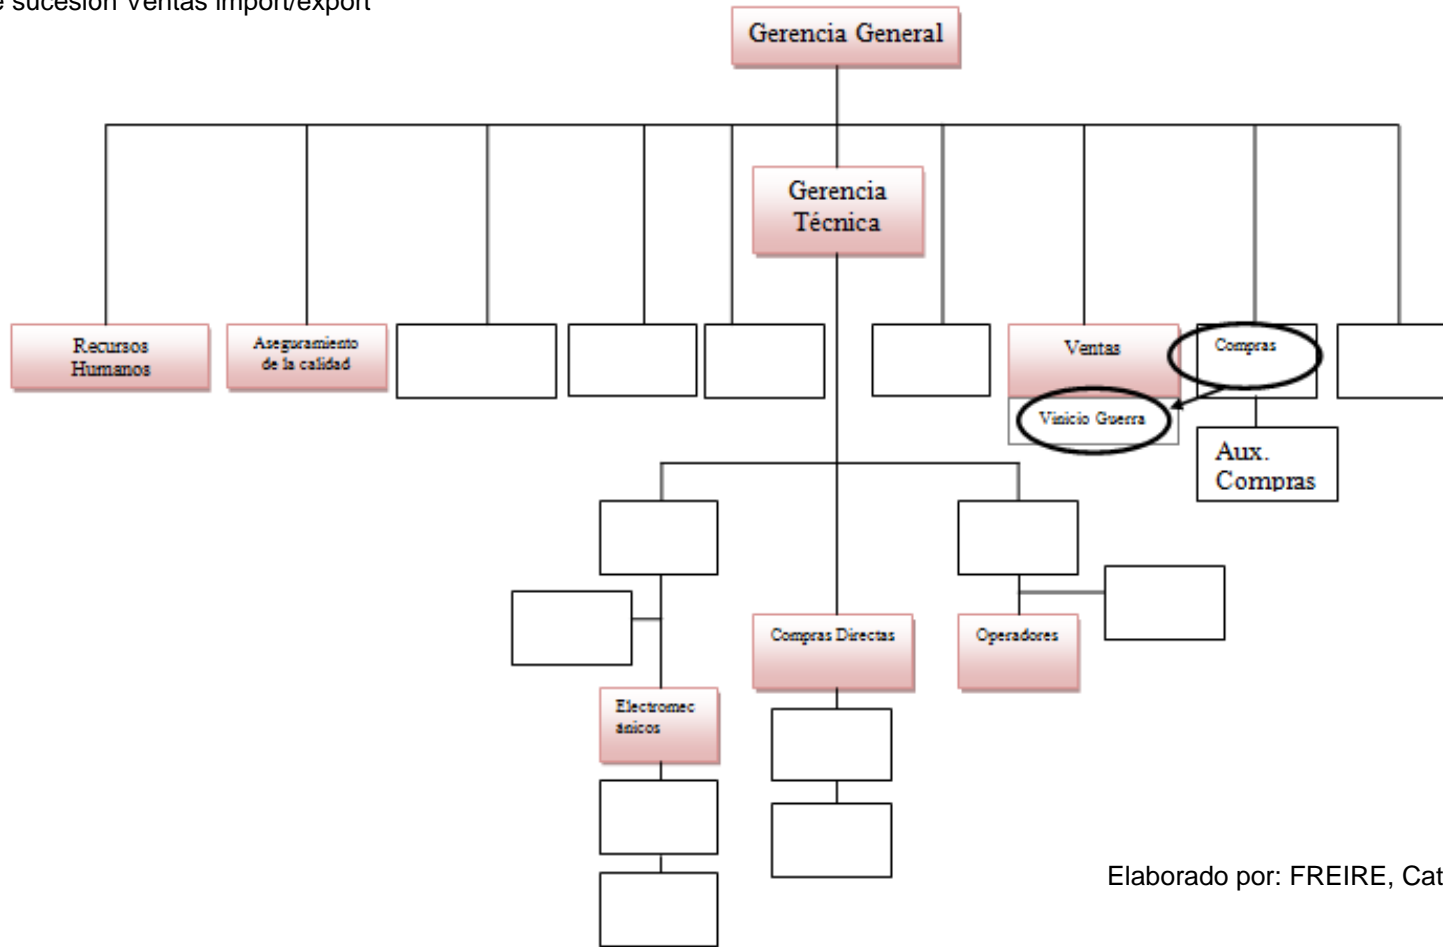 sucesión Ventas import/export
Gerencia General
Gerencia
Técnica
Recursos
Humanos
Aseguramiento
de la calidad
Ventas
Compras
Vinicio Guerra
Aux.
Compras
Compras Directas
Operadores
Electromec
ánicos
Elaborado por: FREIRE, Cat